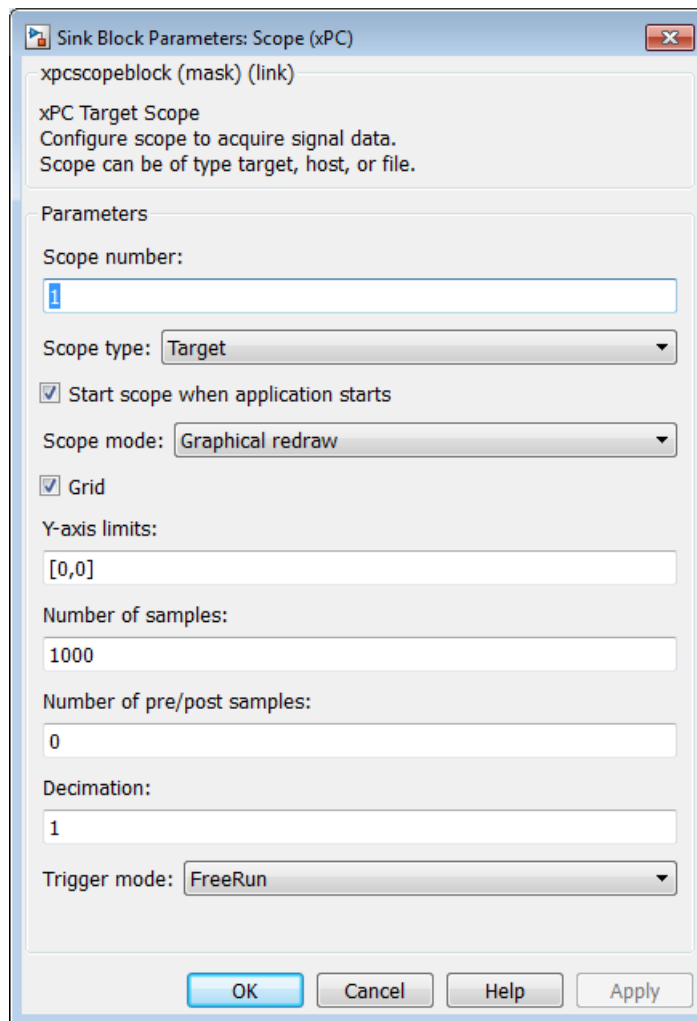 Sink Block Parameters: Scope (xPC)
xpcscopeblock (mask) (link)
xPC Target Scope
Configure scope to acquire signal data.
Scope can be of type target, host, or file.
Parameters
Scope number:
1
Scope type: Target
Start scope when application starts
Scope mode: Graphical redraw
Grid
Y-axis limits:
[0,0]
Number of samples:
1000
Number of pre/post samples:
0
Decimation:
1
Trigger mode: FreeRun
OK Cancel Help Apply